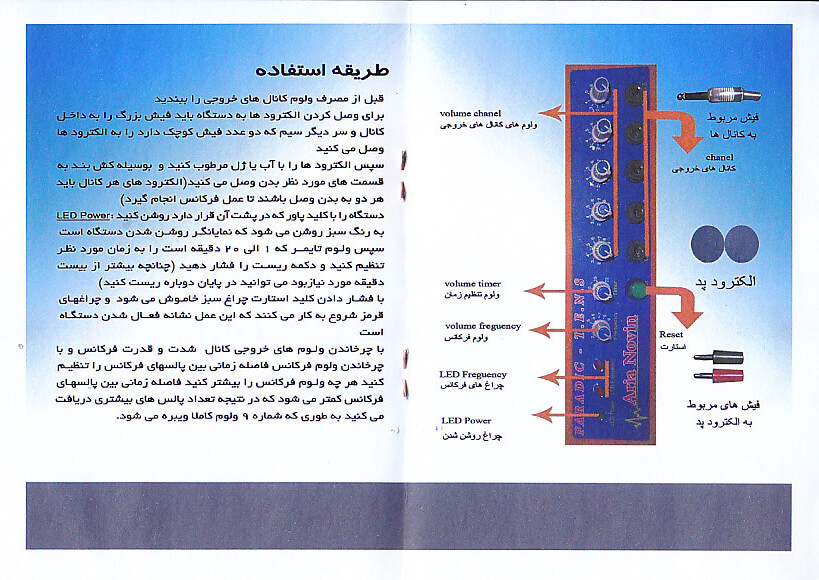 طریقه استفاده
قبل از مصرف ولوم کانال های خروجی را ببندید
برای وصل کردن الکترود ها به دستگاه باید فیش بزرگ را به داخل
کانال و سر دیگر سیم که دو عدد فیش کوچک دارد را به الکترود ها
وصل می کنید
سپس الکترود ها را با آب یا ژل مرطوب کنید و بوسیله کش بند به
قسمت های مورد نظر بدن وصل می کنید(الکترود های هر کانال باید
هر دو به بدن وصل باشند تا عمل فرکانس انجام گیرد)
دستگاه را با کلید پاور که در پشت آن قرار دارد روشن کنید :LED Power
به رنگ سبز روشن می شود که نمایانگر روشن شدن دستگاه است
سپس ولوم تایمر که 1 الی 20 دقیقه است را به زمان مورد نظر
تنظیم کنید و دکمه ریست را فشار دهید (چنانچه بیشتر از بیست
دقیقه مورد نیازبود می توانید در پایان دوباره ریست کنید)
با فشار دادن کلید استارت چراغ سبز خاموش می شود و چراغهای
قرمز شروع به کار می کنند که این عمل نشانه فعال شدن دستگاه
است
با چرخاندن ولوم های خروجی کانال شدت و قدرت فرکانس و با
چرخاندن ولوم فرکانس فاصله زمانی بین پالسهای فرکانس را تنظیم
کنید هر چه ولوم فرکانس را بیشتر کنید فاصله زمانی بین پالسهای
فرکانس کمتر می شود که در نتیجه تعداد پالس های بیشتری دریافت
می کنید به طوری که شماره 9 ولوم کاملا ویبره می شود.
volume chanel
ولوم های کانال های خروجی
volume timer
ولوم تنظیم زمان
volume freguency
ولوم فرکانس
LED Freguency
چراغ های فرکانس
LED Power
چراغ روشن شدن
PARADIC - T.E.N.S
Aria Novin
فیش مربوط
به کانال ها
chanel
کانال های خروجی
الکترود پد
Reset
استارت
فیش های مربوط
به الکترود پد